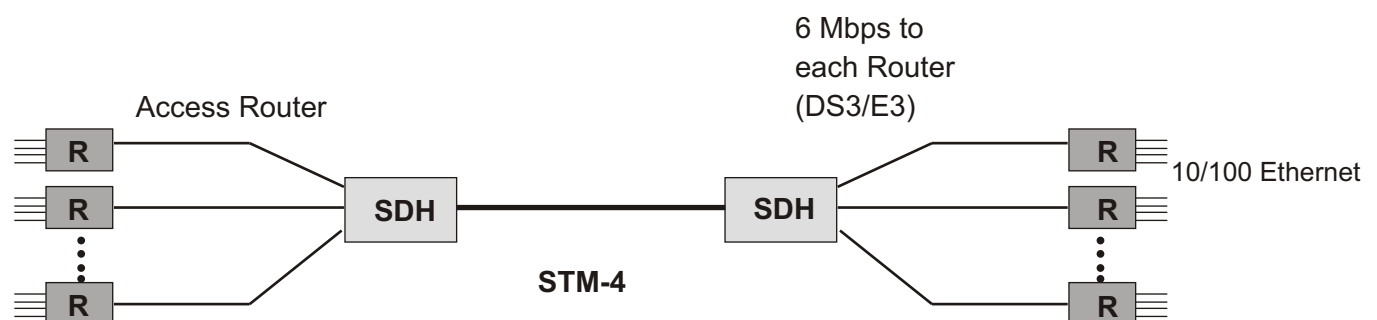 6 Mbps to
each Router
(DS3/E3)
Access Router
R
R
10/100 Ethernet
R
R
SDH
SDH
STM-4
R
R